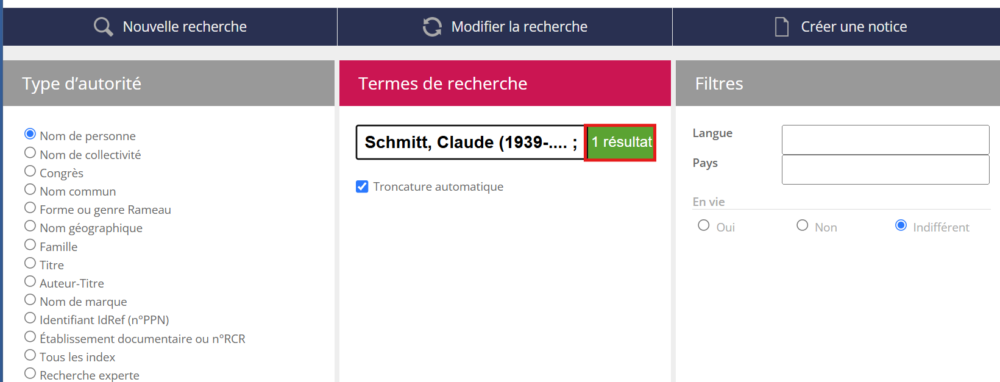 Nouvelle recherche
Modifier la recherche
Créer une notice
Type d’autorité
Nom de personne
Nom de collectivité
Congrès
Nom commun
Forme ou genre Rameau
Nom géographique
Famille
Titre
Auteur-Titre
Nom de marque
Identifiant IdRef (n°PPN)
Établissement documentaire ou n°RCR
Tous les index
Recherche experte
Termes de recherche
Schmitt, Claude (1939-.... ;
1 résultat
Troncature automatique
Filtres
Langue
Pays
En vie
Oui
Non
Indifférent